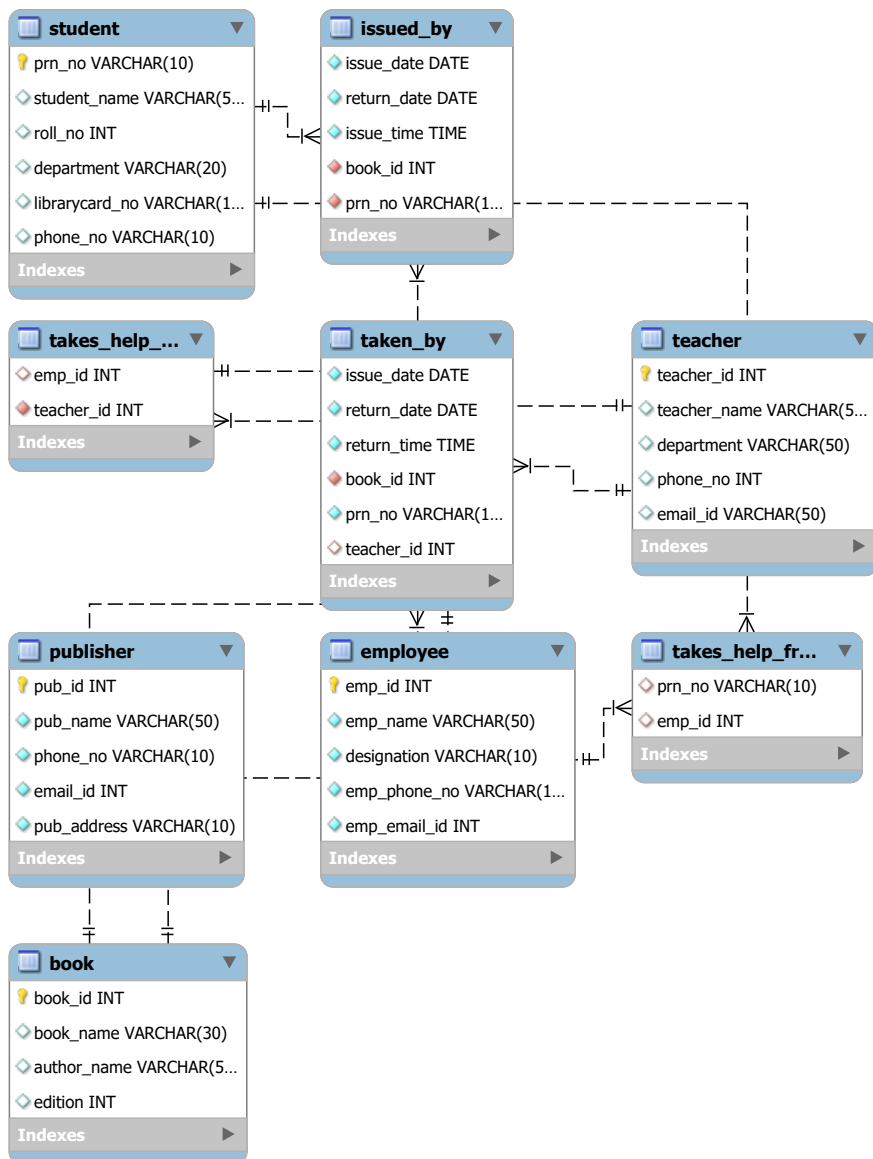 student
prn_no VARCHAR(10)
student_name VARCHAR(5...
roll_no INT
department VARCHAR(20)
librarycard_no VARCHAR(1...
phone_no VARCHAR(10)
Indexes
issued_by
issue_date DATE
return_date DATE
issue_time TIME
book_id INT
prn_no VARCHAR(1...
Indexes
takes_help_...
emp_id INT
teacher_id INT
Indexes
taken_by
issue_date DATE
return_date DATE
return_time TIME
book_id INT
prn_no VARCHAR(1...
teacher_id INT
Indexes
teacher
teacher_id INT
teacher_name VARCHAR(5...
department VARCHAR(50)
phone_no INT
email_id VARCHAR(50)
Indexes
publisher
pub_id INT
pub_name VARCHAR(50)
phone_no VARCHAR(10)
email_id INT
pub_address VARCHAR(10)
Indexes
employee
emp_id INT
emp_name VARCHAR(50)
designation VARCHAR(10)
emp_phone_no VARCHAR(1...
emp_email_id INT
Indexes
takes_help_fr...
prn_no VARCHAR(10)
emp_id INT
Indexes
book
book_id INT
book_name VARCHAR(30)
author_name VARCHAR(5...
edition INT
Indexes